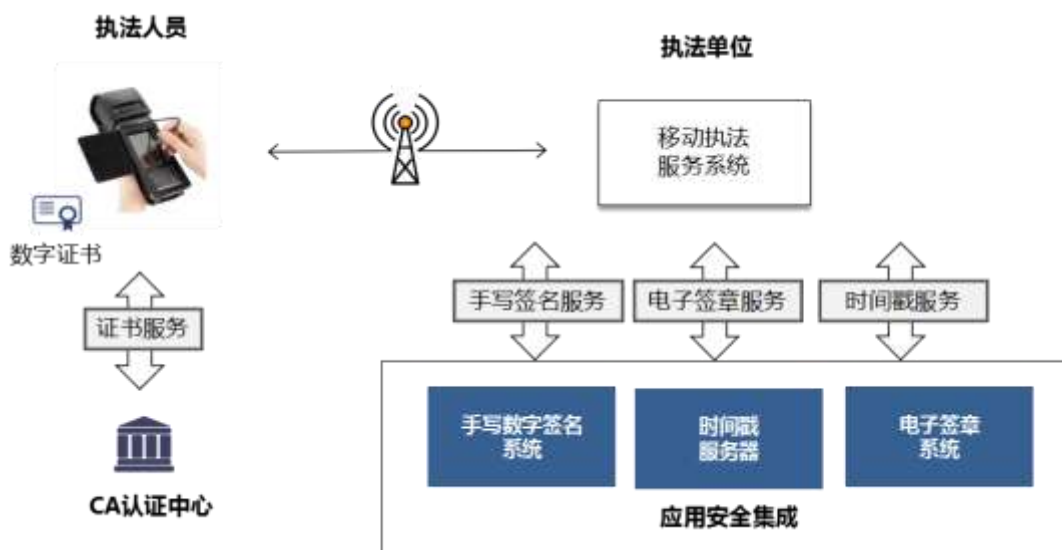 执法人员
执法单位
移动执法
服务系统
数字证书
手写签名服务
电子签章服务
时间戳服务
证书服务
手写数字签名
系统
时间戳
服务器
电子签章
系统
CA认证中心
应用安全集成